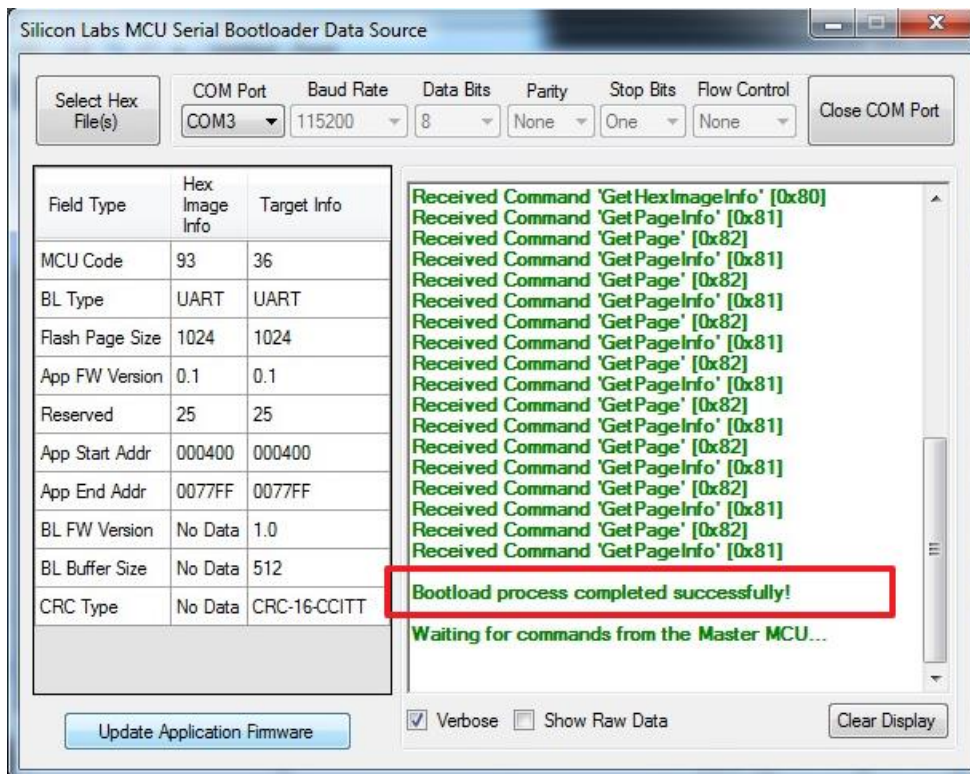 Silicon Labs MCU Serial Bootloader Data Source
Select Hex
File(s)
COM Port Baud Rate Data Bits Parity Stop Bits Flow Control
COM3 115200 8 None One None
Close COM Port
Field Type Hex Image Info Target Info
MCU Code 93 36
BL Type UART UART
Flash Page Size 1024 1024
App FW Version 0.1 0.1
Reserved 25 25
App Start Addr 000400 000400
App End Addr 0077FF 0077FF
BL FW Version No Data 1.0
BL Buffer Size No Data 512
CRC Type No Data CRC-16-CCITT
Update Application Firmware
Received Command 'GetHexImageInfo' [0x80]
Received Command 'GetPageInfo' [0x81]
Received Command 'GetPage' [0x82]
Received Command 'GetPageInfo' [0x81]
Received Command 'GetPage' [0x82]
Received Command 'GetPageInfo' [0x81]
Received Command 'GetPage' [0x82]
Received Command 'GetPageInfo' [0x81]
Received Command 'GetPage' [0x82]
Received Command 'GetPageInfo' [0x81]
Received Command 'GetPage' [0x82]
Received Command 'GetPageInfo' [0x81]
Received Command 'GetPage' [0x82]
Received Command 'GetPageInfo' [0x81]
Received Command 'GetPage' [0x82]
Received Command 'GetPageInfo' [0x81]
Received Command 'GetPage' [0x82]
Received Command 'GetPageInfo' [0x81]
Bootload process completed successfully!
Waiting for commands from the Master MCU...
Verbose Show Raw Data
Clear Display